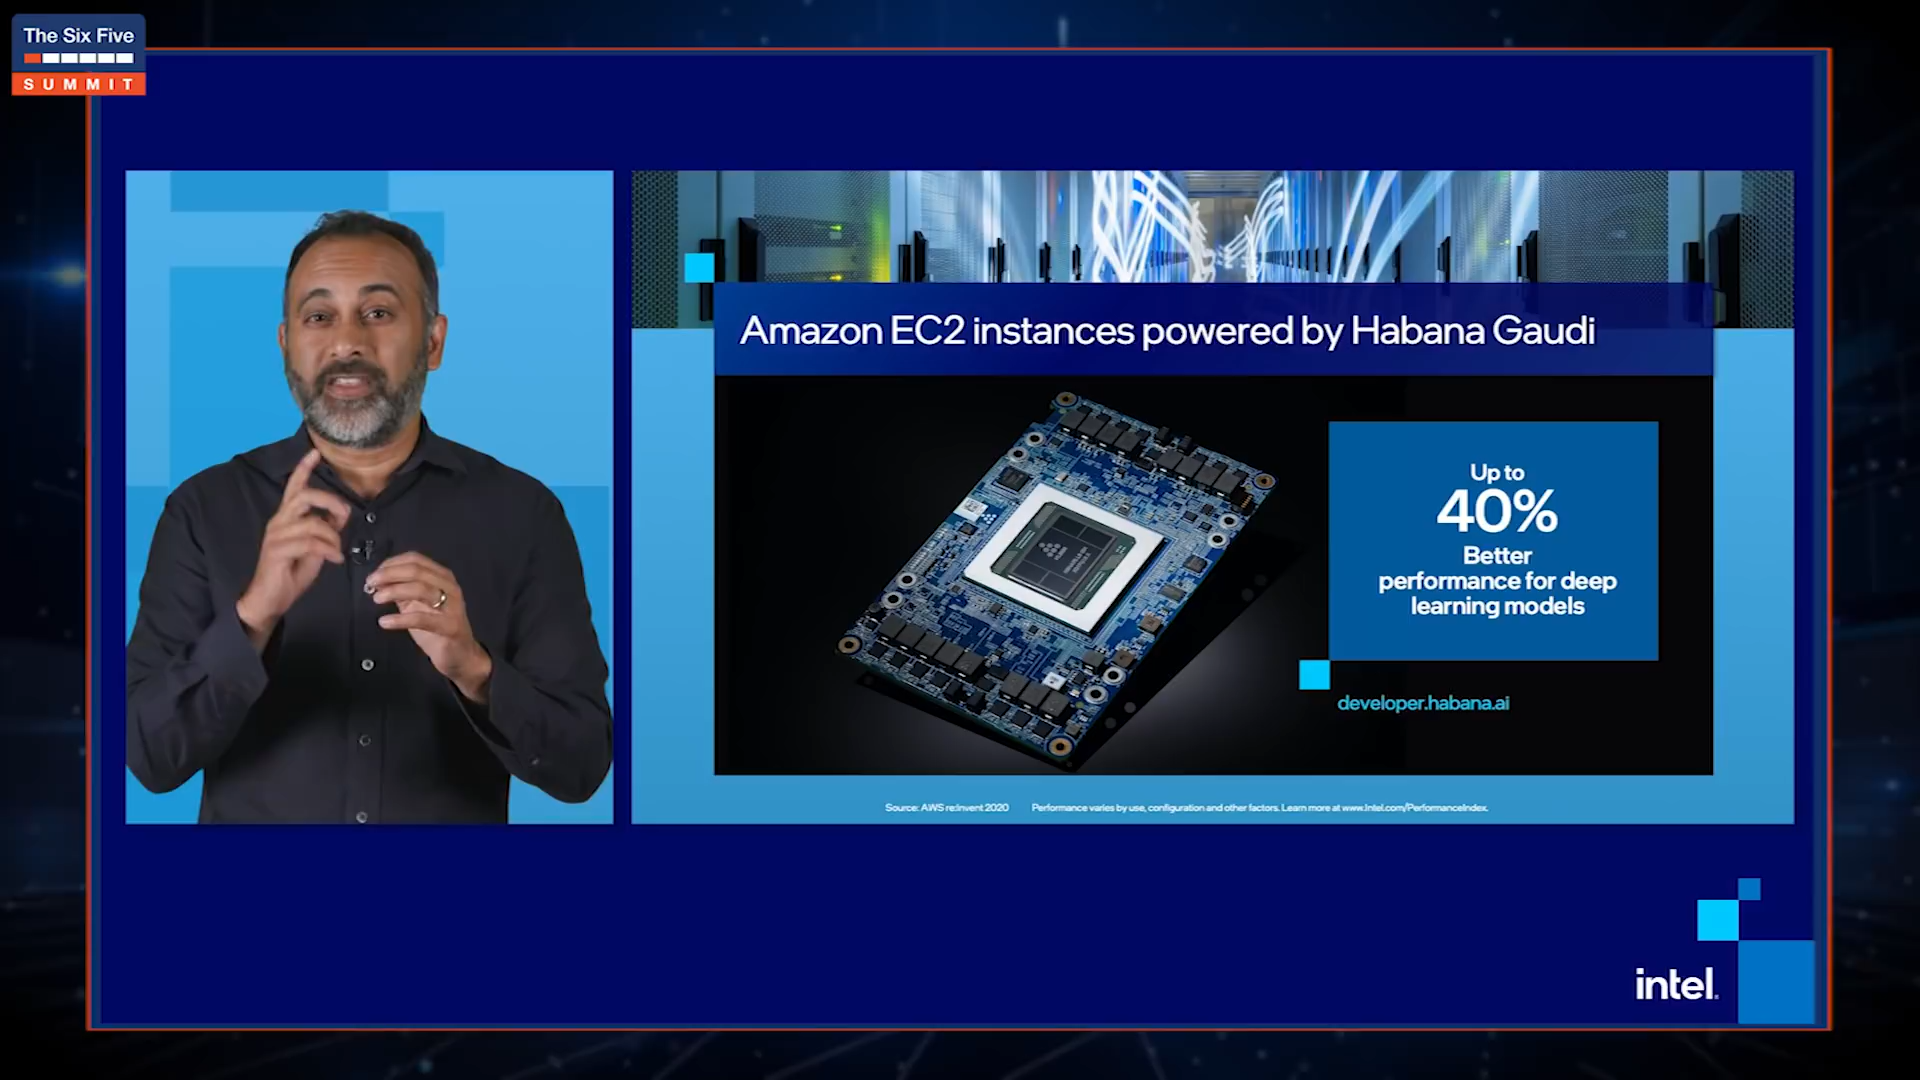 The Six Five
SUMMIT
Amazon EC2 instances powered by Habana Gaudi
Up to
40%
Better
performance for deep
learning models
developer.habana.ai
Source: AWS re:Invent 2020 Performance varies by use, configuration and other factors. Learn more at www.Intel.com/PerformanceIndex.
intel.